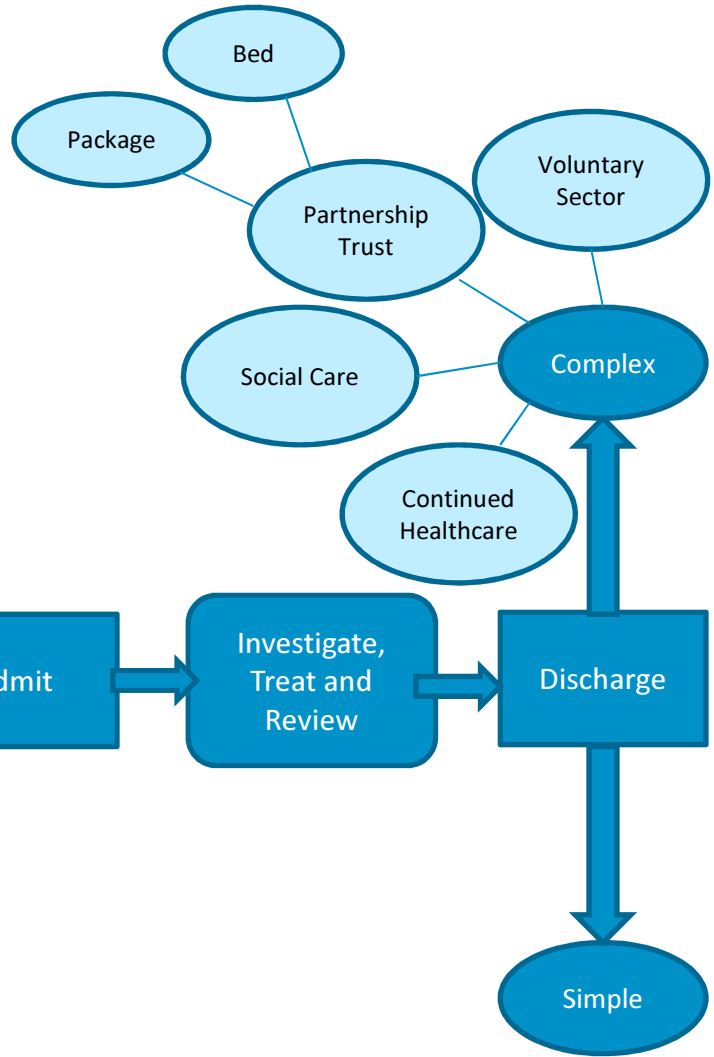 Bed
Package
Voluntary
Sector
Partnership
Trust
Complex
Social Care
Continued
Healthcare
dmit
Investigate,
Treat and
Review
Discharge
Simple